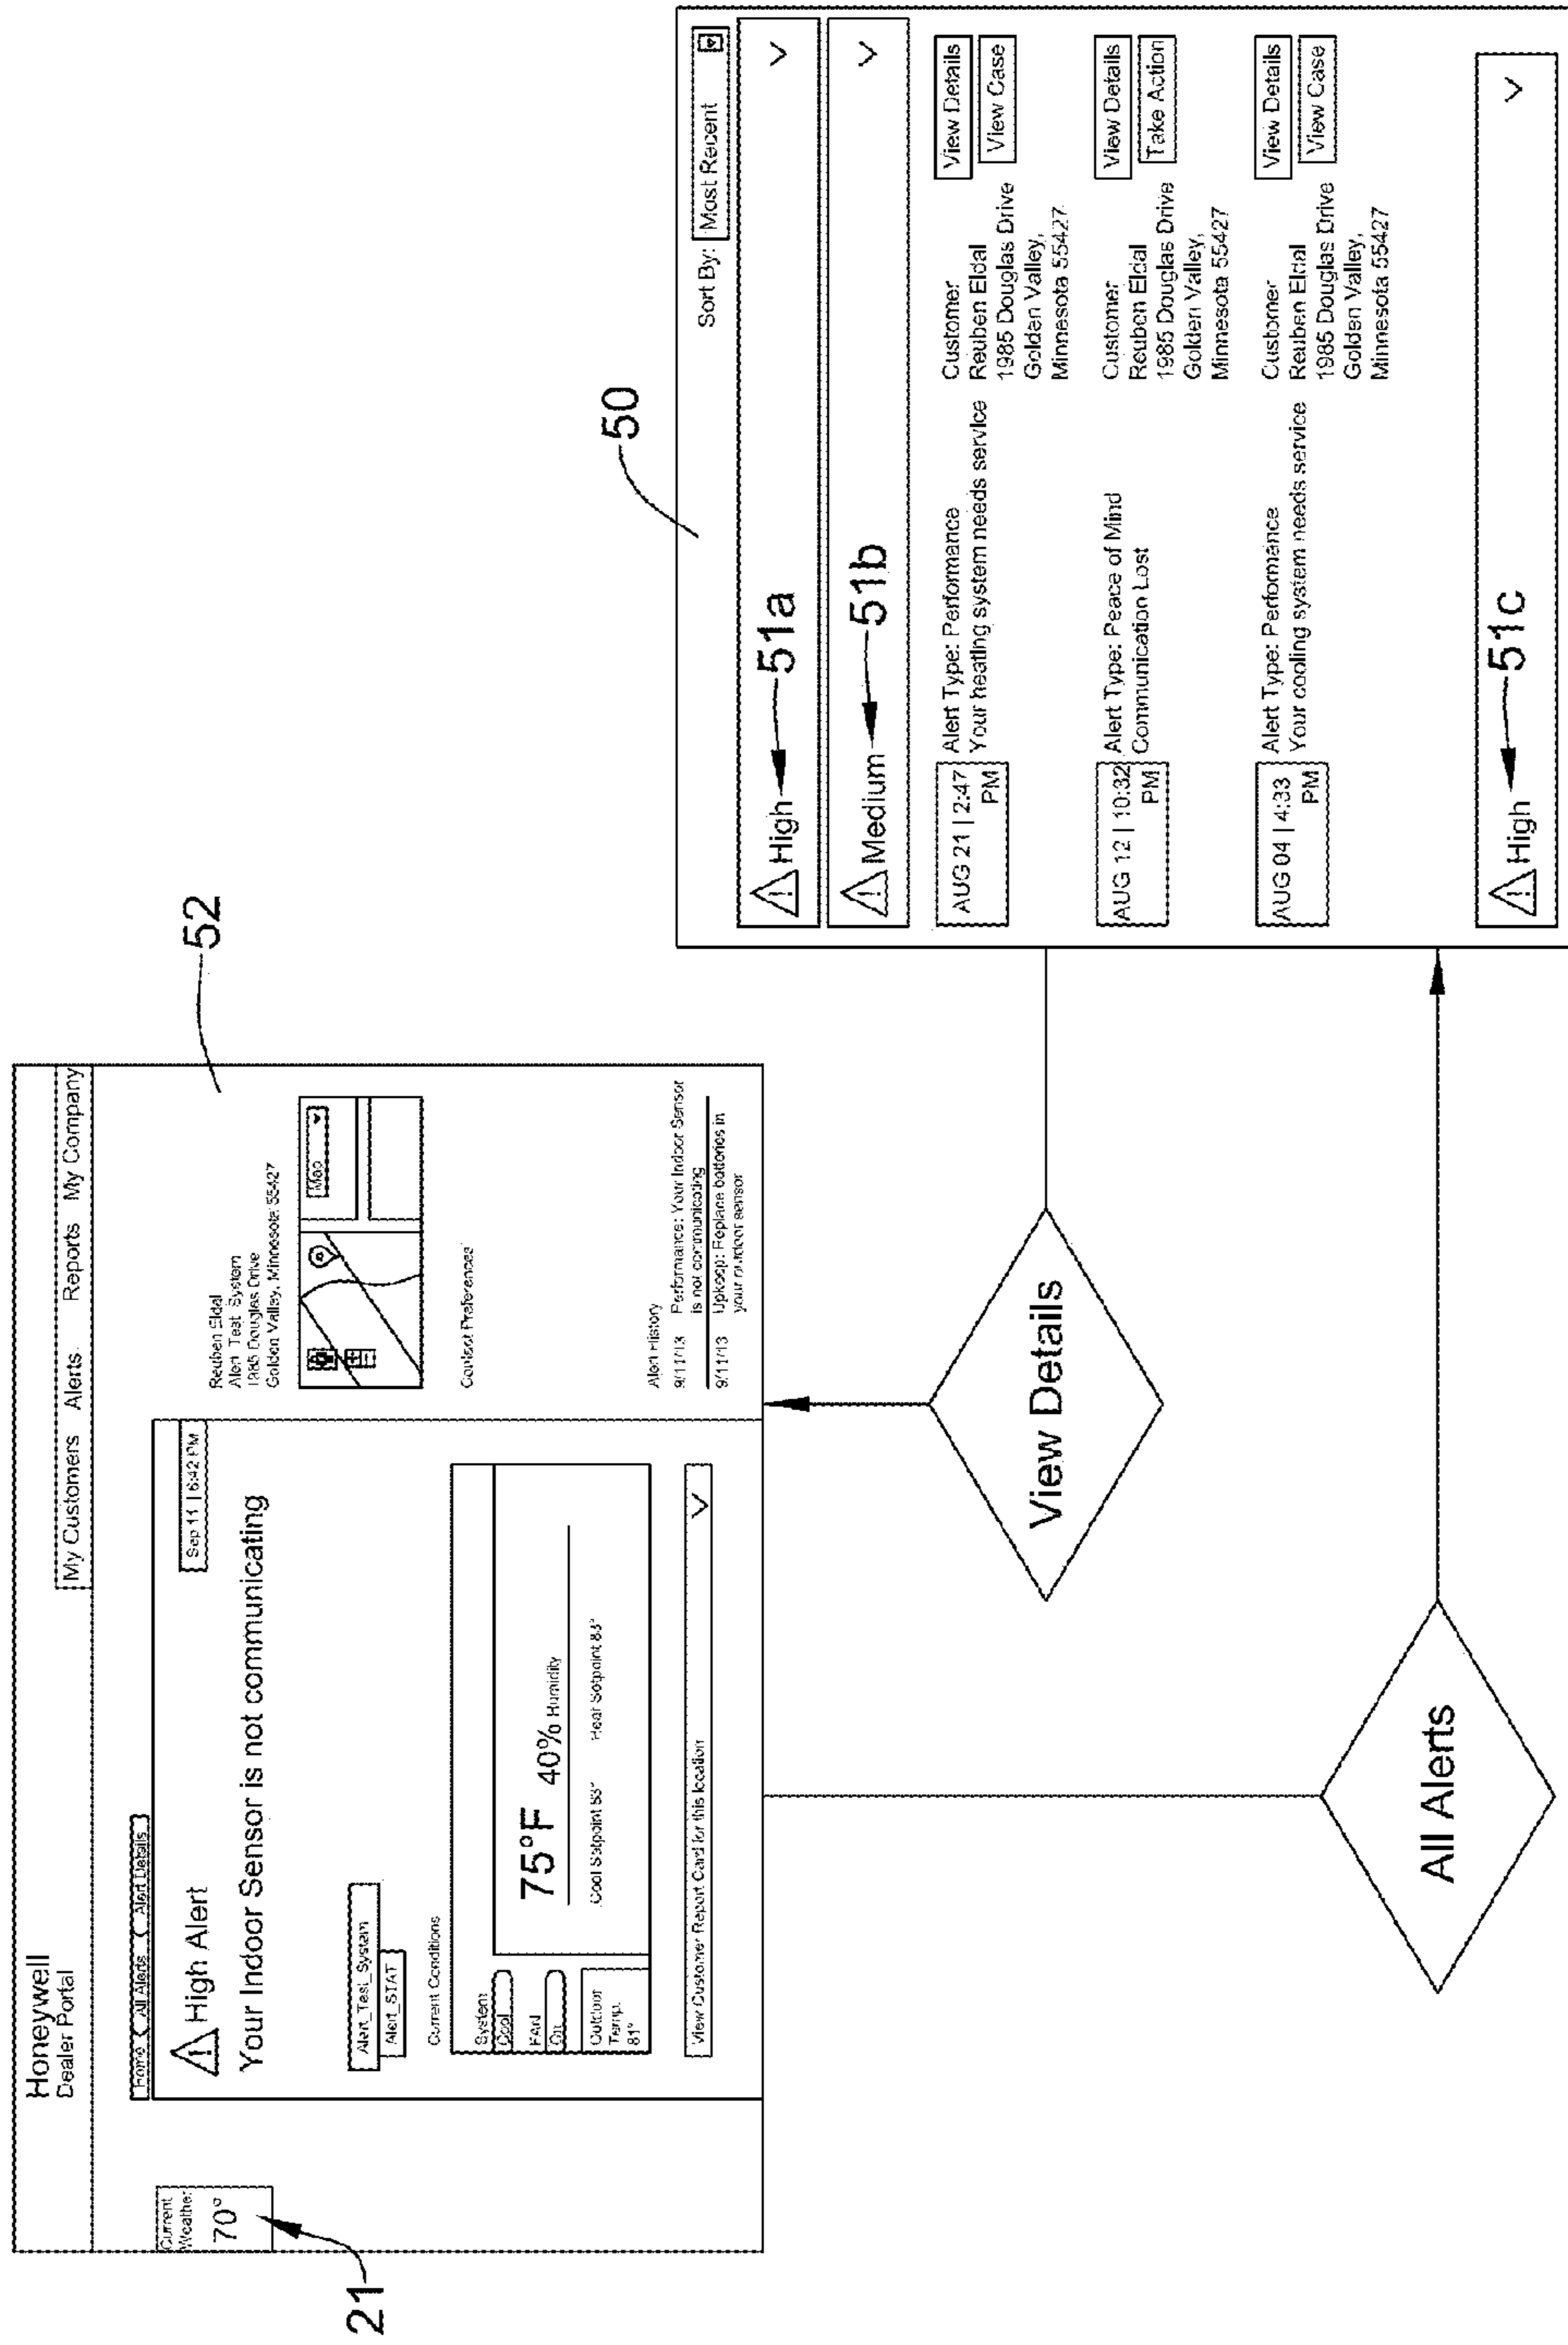 Honeywell
Dealer Portal
My Customers Alerts Reports My Company
Home All Alerts Alert Details
Current
Weather
70°
21
High Alert
Sep 11 | 6:42 PM
Your Indoor Sensor is not communicating
Alert_Test_System
Alert_STAT
Current Conditions
System
Cool
FAN
On
Outdoor
Temp.
81°
75°F 40% Humidity
Cool Setpoint 83° Heat Setpoint 83°
View Customer Report Card for this location
52
Reuben Eldal
Alert Test System
1985 Douglas Drive
Golden Valley, Minnesota 55427
Map
Contact Preferences
Alert History
9/11/13 Performance: Your Indoor Sensor
is not communicating
9/11/13 Upkeep: Replace batteries in
your outdoor sensor
View Details
All Alerts
50
Sort By: Most Recent
High 51a
Medium 51b
AUG 21 | 2:47
PM
Alert Type: Performance
Your heating system needs service
Customer
Reuben Eldal
1985 Douglas Drive
Golden Valley,
Minnesota 55427
View Details
View Case
AUG 12 | 10:32
PM
Alert Type: Peace of Mind
Communication Lost
Customer
Reuben Eldal
1985 Douglas Drive
Golden Valley,
Minnesota 55427
View Details
Take Action
AUG 04 | 4:33
PM
Alert Type: Performance
Your cooling system needs service
Customer
Reuben Eldal
1985 Douglas Drive
Golden Valley,
Minnesota 55427
View Details
View Case
High 51c